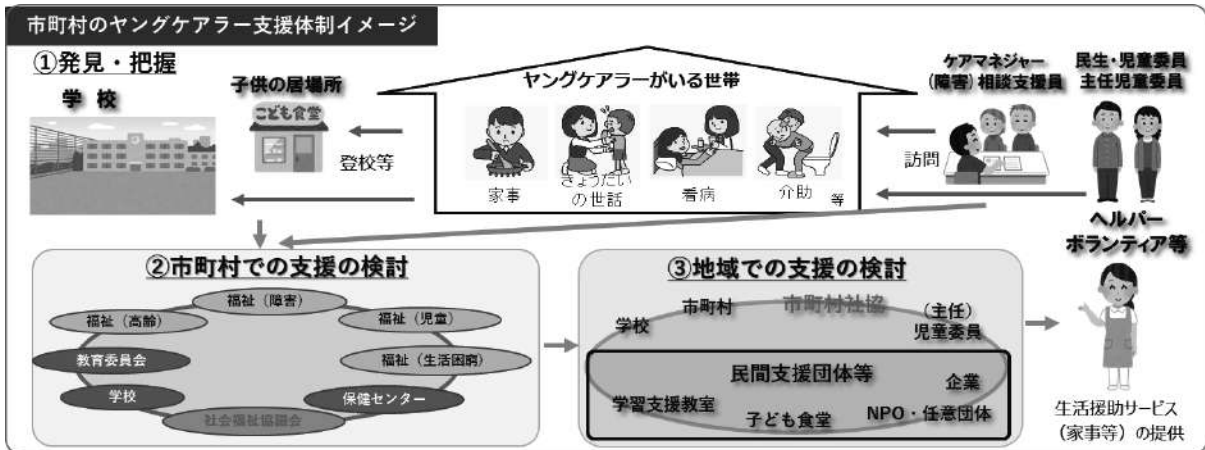 市町村のヤングケアラー支援体制イメージ
①発見・把握
学 校
子供の居場所
こども食堂
登校等
ヤングケアラーがいる世帯
家事
きょうだい
の世話
看病
介助
等
ケアマネジャー
(障害)相談支援員
訪問
民生・児童委員
主任児童委員
ヘルパー
ボランティア等
②市町村での支援の検討
福祉(障害)
福祉(高齢)
福祉(児童)
教育委員会
福祉(生活困窮)
学校
保健センター
社会福祉協議会
③地域での支援の検討
市町村
市町村社協
学校
(主任)
児童委員
民間支援団体等
企業
学習支援教室
子ども食堂
NPO・任意団体
生活援助サービス
(家事等)の提供